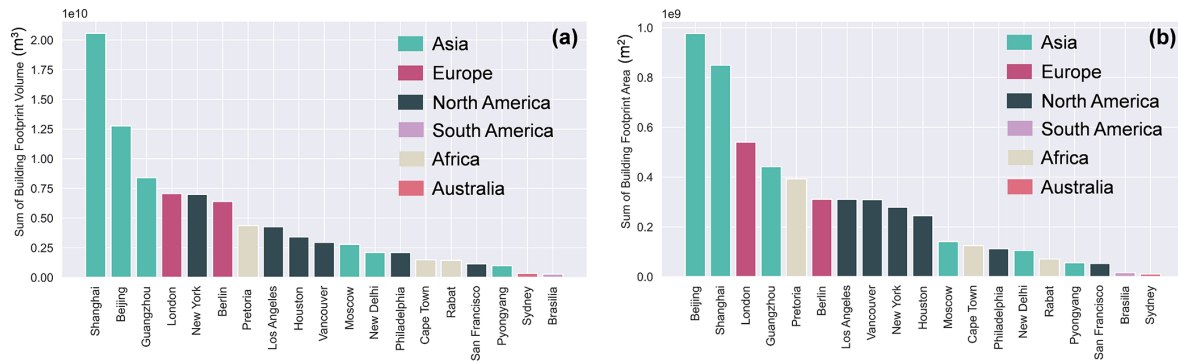 1e10
(a)
Sum of Building Footprint Volume (m³)
2.00
1.75
1.50
1.25
1.00
0.75
0.50
0.25
0.00
Asia
Europe
North America
South America
Africa
Australia
Shanghai
Beijing
Guangzhou
London
New York
Berlin
Pretoria
Los Angeles
Houston
Vancouver
Moscow
New Delhi
Philadelphia
Cape Town
Rabat
San Francisco
Pyongyang
Sydney
Brasilia
1e9
(b)
Sum of Building Footprint Area (m²)
1.0
0.8
0.6
0.4
0.2
0.0
Asia
Europe
North America
South America
Africa
Australia
Beijing
Shanghai
London
Guangzhou
Pretoria
Berlin
Los Angeles
Vancouver
New York
Houston
Moscow
Cape Town
Philadelphia
New Delhi
Rabat
Pyongyang
San Francisco
Brasilia
Sydney